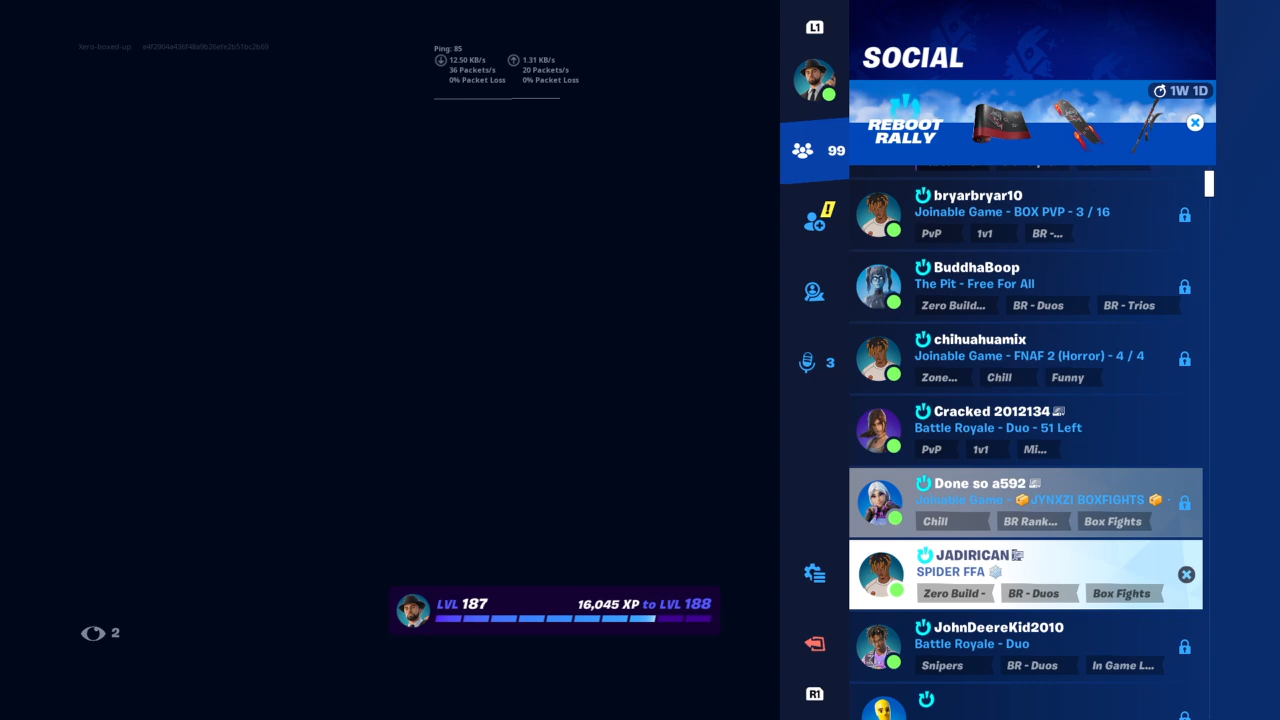 Xero-boxed-up e4f2904a436f48a9b26efe2b51bc2b69
Ping: 85
12.50 KB/s 1.31 KB/s
36 Packets/s 20 Packets/s
0% Packet Loss 0% Packet Loss
L1
SOCIAL
1W 1D
REBOOT
RALLY
99
bryarbryar10
Joinable Game - BOX PVP - 3 / 16
PvP 1v1 BR -...
BuddhaBoop
The Pit - Free For All
Zero Build... BR - Duos BR - Trios
chihuahuamix
Joinable Game - FNAF 2 (Horror) - 4 / 4
Zone... Chill Funny
3
Cracked 2012134
Battle Royale - Duo - 51 Left
PvP 1v1 Mi...
Done so a592
Joinable Game - 📦JYNXZI BOXFIGHTS 📦 -
Chill BR Rank... Box Fights
JADIRICAN
SPIDER FFA 🕸️
Zero Build - BR - Duos Box Fights
JohnDeereKid2010
Battle Royale - Duo
Snipers BR - Duos In Game L...
R1
LVL 187 16,045 XP to LVL 188
2